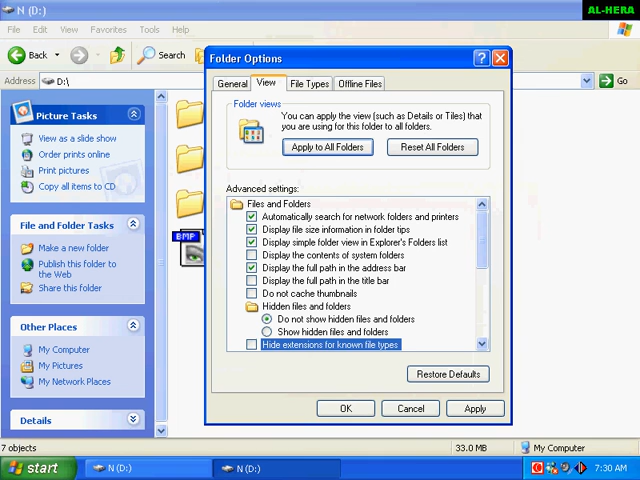 N (D:)
AL-HERA
File Edit View Favorites Tools Help
Back Search
Address D:\ Go
Picture Tasks
View as a slide show
Order prints online
Print pictures
Copy all items to CD
File and Folder Tasks
Make a new folder
Publish this folder to
the Web
Share this folder
Other Places
My Computer
My Pictures
My Network Places
Details
BMP
Folder Options
General View File Types Offline Files
Folder views
You can apply the view (such as Details or Tiles) that
you are using for this folder to all folders.
Apply to All Folders Reset All Folders
Advanced settings:
Files and Folders
Automatically search for network folders and printers
Display file size information in folder tips
Display simple folder view in Explorer's Folders list
Display the contents of system folders
Display the full path in the address bar
Display the full path in the title bar
Do not cache thumbnails
Hidden files and folders
Do not show hidden files and folders
Show hidden files and folders
Hide extensions for known file types
Restore Defaults
OK Cancel Apply
7 objects 33.0 MB My Computer
start N (D:) N (D:) 7:30 AM